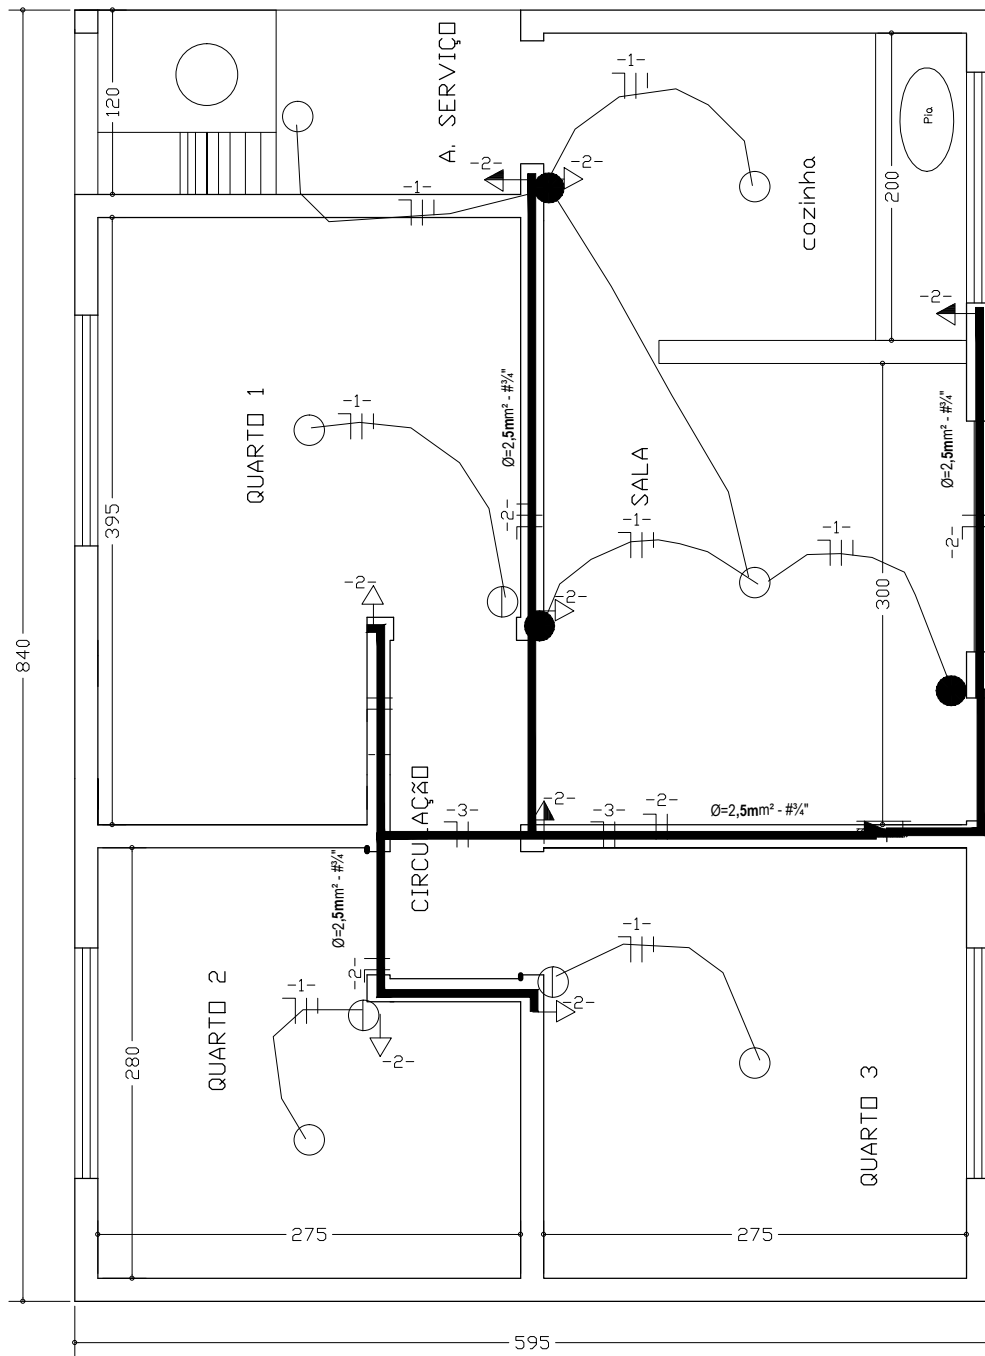 -1-
120
A. SERVIÇO
Pia
-2-
-2-
-1-
200
cozinha
-2-
Ø=2,5mm² - #¾"
QUARTO 1
-1-
Ø=2,5mm² - #¾"
SALA
395
-2-
-1-
-1-
-2-
-2-
-2-
300
840
CIRCULAÇÃO
-3-
-2-
-3-
-2-
Ø=2,5mm² - #¾"
Ø=2,5mm² - #¾"
-1-
-2-
QUARTO 2
-1-
-2-
280
-2-
QUARTO 3
275
275
595